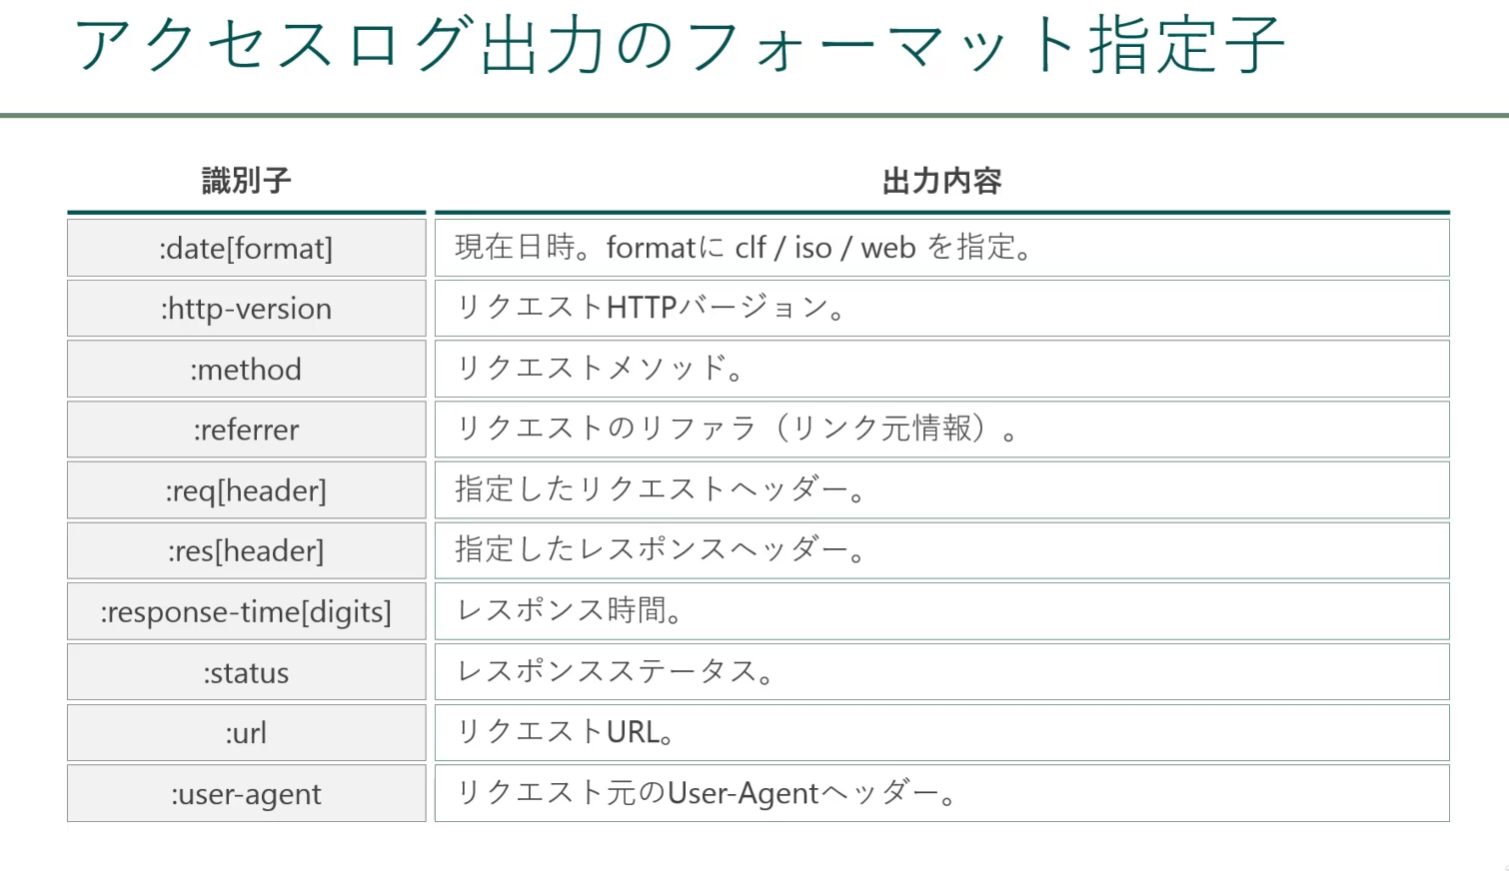 アクセスログ出力のフォーマット指定子
識別子 出力内容
:date[format] 現在日時。formatに clf / iso / web を指定。
:http-version リクエストHTTPバージョン。
:method リクエストメソッド。
:referrer リクエストのリファラ（リンク元情報）。
:req[header] 指定したリクエストヘッダー。
:res[header] 指定したレスポンスヘッダー。
:response-time[digits] レスポンス時間。
:status レスポンスステータス。
:url リクエストURL。
:user-agent リクエスト元のUser-Agentヘッダー。